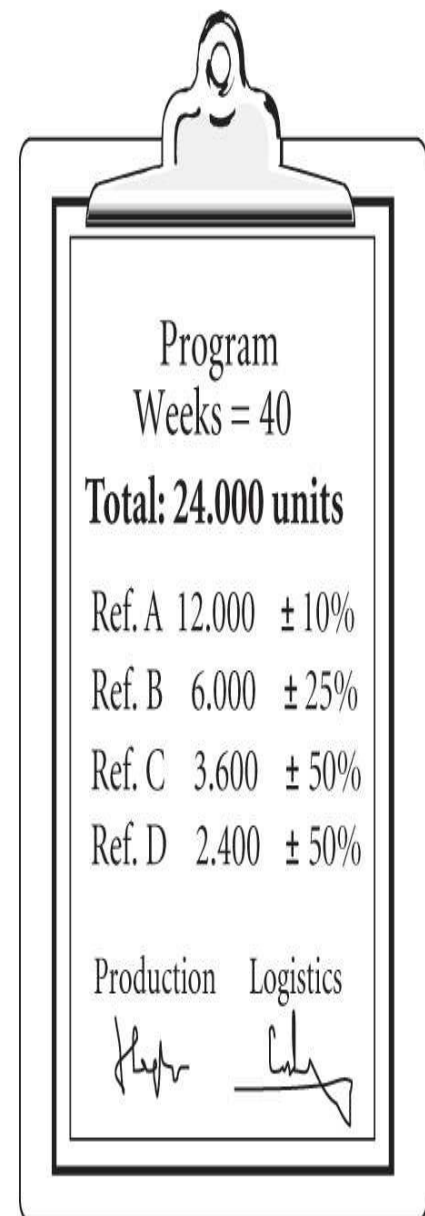 Program
Weeks = 40
Total: 24.000 units
Ref. A 12.000 ± 10%
Ref. B 6.000 ± 25%
Ref. C 3.600 ± 50%
Ref. D 2.400 ± 50%
Production Logistics